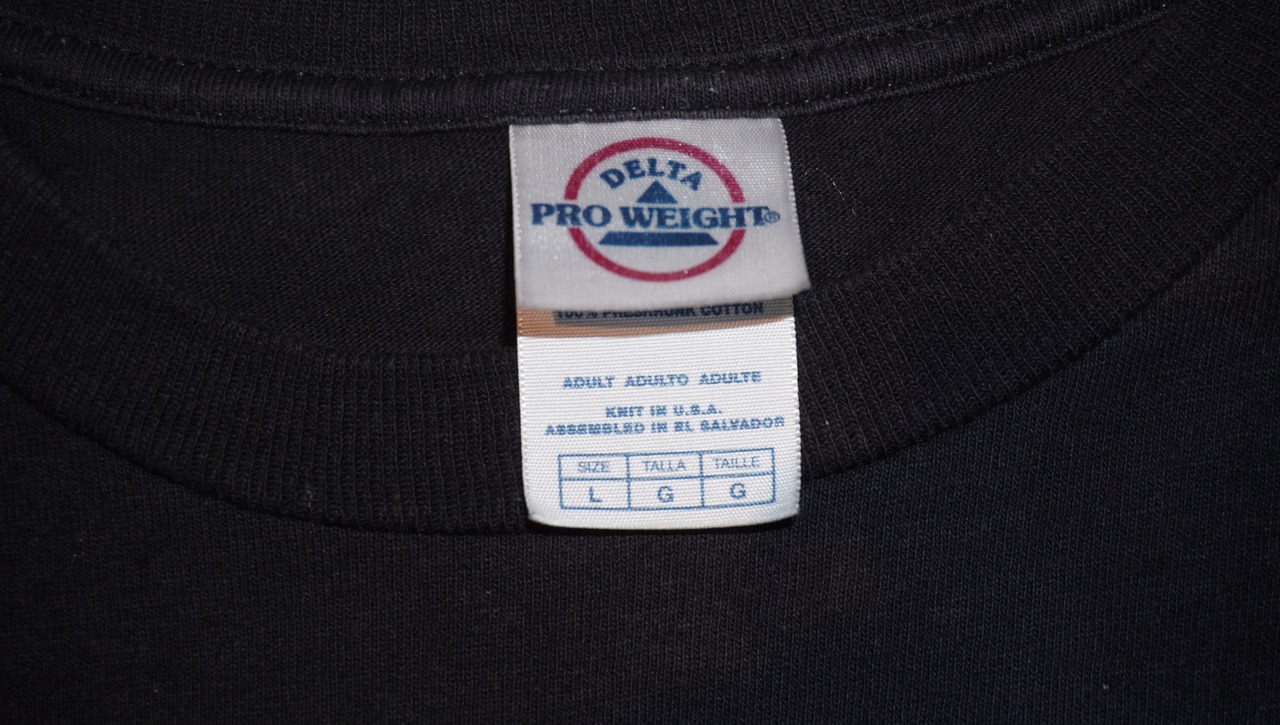 DELTA
PRO WEIGHT®
100% PRESHRUNK COTTON
ADULT ADULTO ADULTE
KNIT IN U.S.A.
ASSEMBLED IN EL SALVADOR
SIZE TALLA TAILLE
L G G